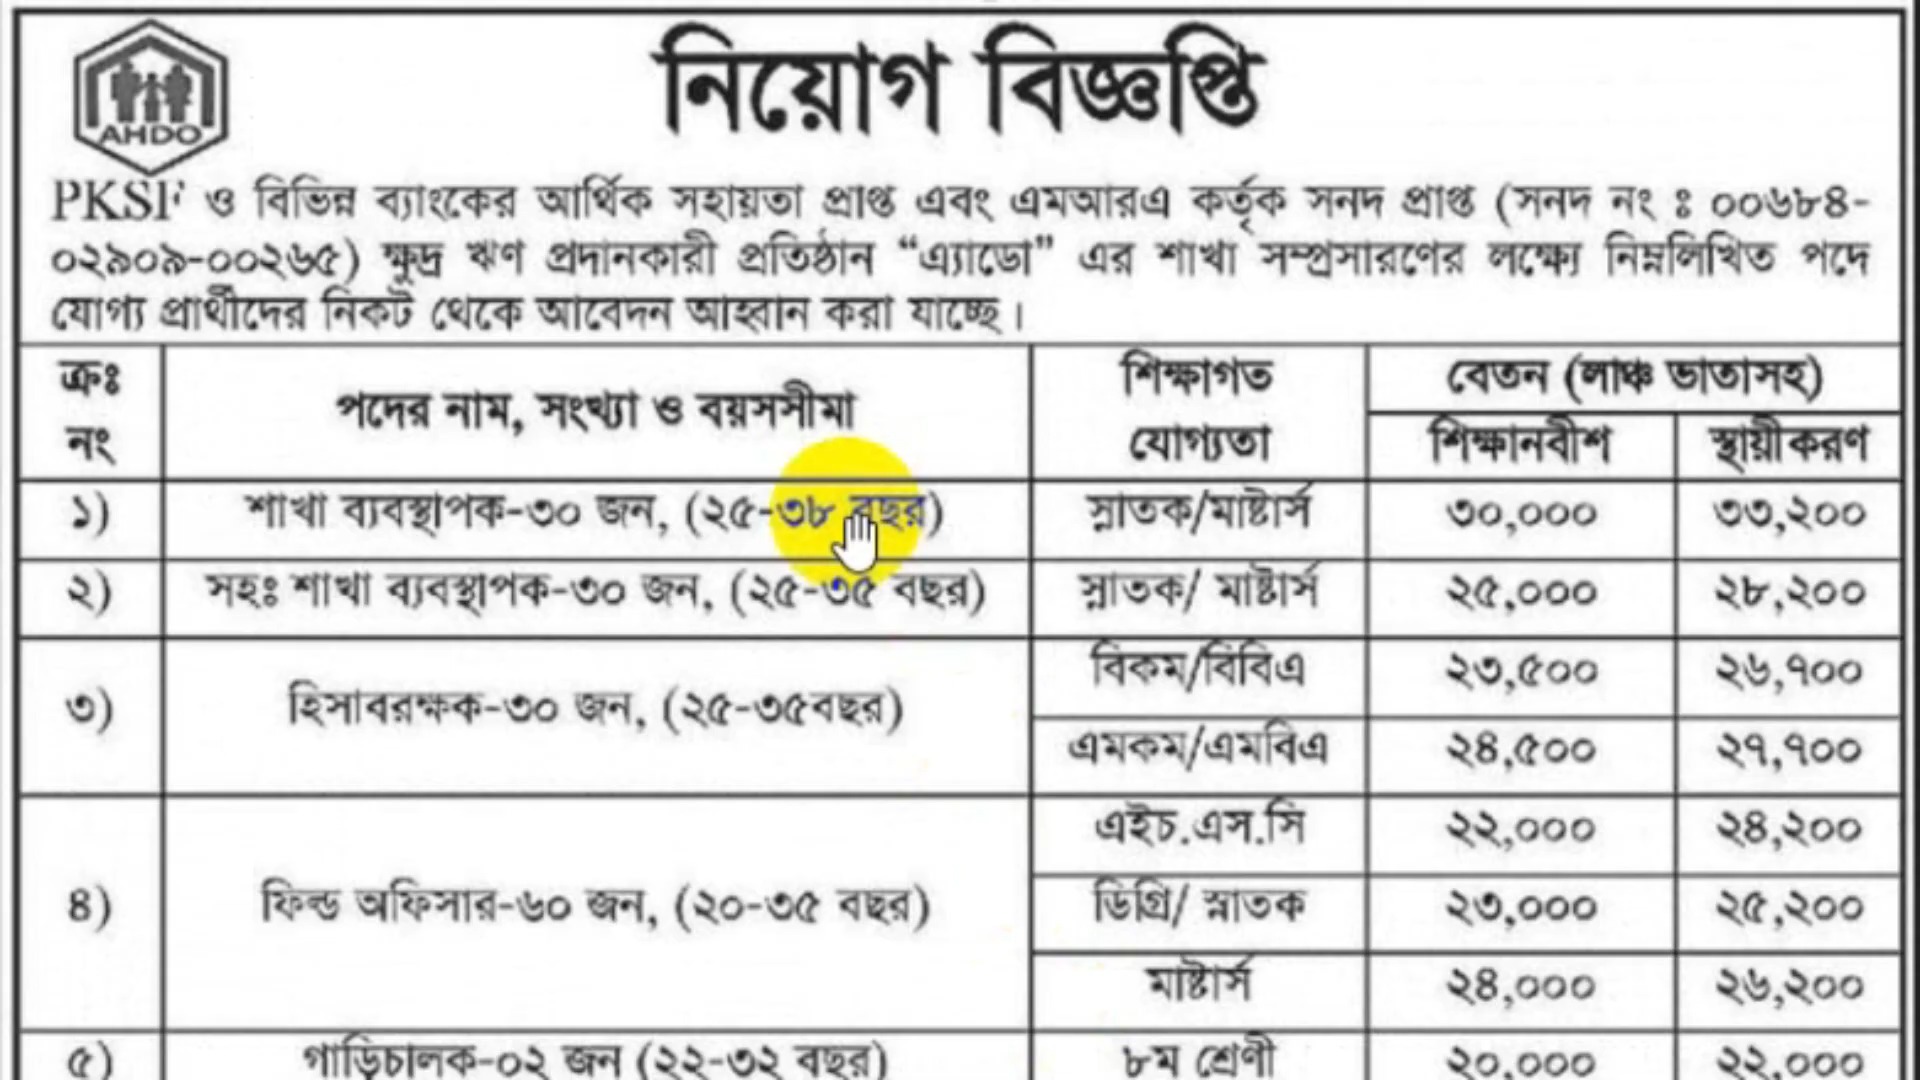 AHDO
নিয়োগ বিজ্ঞপ্তি
PKSF ও বিভিন্ন ব্যাংকের আর্থিক সহায়তা প্রাপ্ত এবং এমআরএ কর্তৃক সনদ প্রাপ্ত (সনদ নং ঃ ০০৬৮৪-
০২৯০৯-০০২৬৫) ক্ষুদ্র ঋণ প্রদানকারী প্রতিষ্ঠান “এ্যাডো” এর শাখা সম্প্রসারণের লক্ষ্যে নিম্নলিখিত পদে
যোগ্য প্রার্থীদের নিকট থেকে আবেদন আহ্বান করা যাচ্ছে।
ক্রঃ নং পদের নাম, সংখ্যা ও বয়সসীমা শিক্ষাগত যোগ্যতা বেতন (লাঞ্চ ভাতাসহ)
শিক্ষানবীশ স্থায়ীকরণ
১) শাখা ব্যবস্থাপক-৩০ জন, (২৫-৩৮ বছর) স্নাতক/মাষ্টার্স ৩০,০০০ ৩৩,২০০
২) সহঃ শাখা ব্যবস্থাপক-৩০ জন, (২৫-৩৫ বছর) স্নাতক/ মাষ্টার্স ২৫,০০০ ২৮,২০০
৩) হিসাবরক্ষক-৩০ জন, (২৫-৩৫বছর) বিকম/বিবিএ ২৩,৫০০ ২৬,৭০০
এমকম/এমবিএ ২৪,৫০০ ২৭,৭০০
৪) ফিল্ড অফিসার-৬০ জন, (২০-৩৫ বছর) এইচ.এস.সি ২২,০০০ ২৪,২০০
ডিগ্রি/ স্নাতক ২৩,০০০ ২৫,২০০
মাষ্টার্স ২৪,০০০ ২৬,২০০
৫) গাড়িচালক-০২ জন (২২-৩২ বছর) ৮ম শ্রেণী ২০,০০০ ২২,০০০